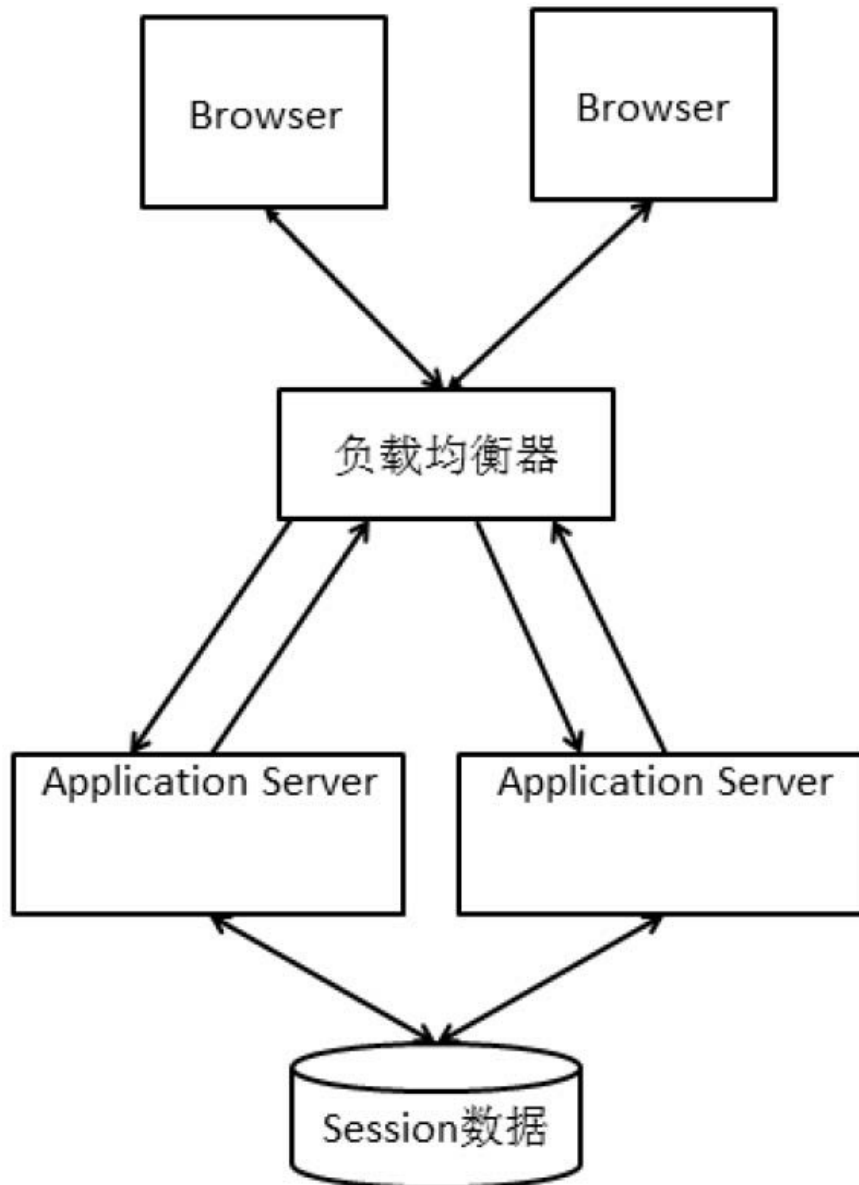 Browser
Browser
负载均衡器
Application Server
Application Server
Session数据